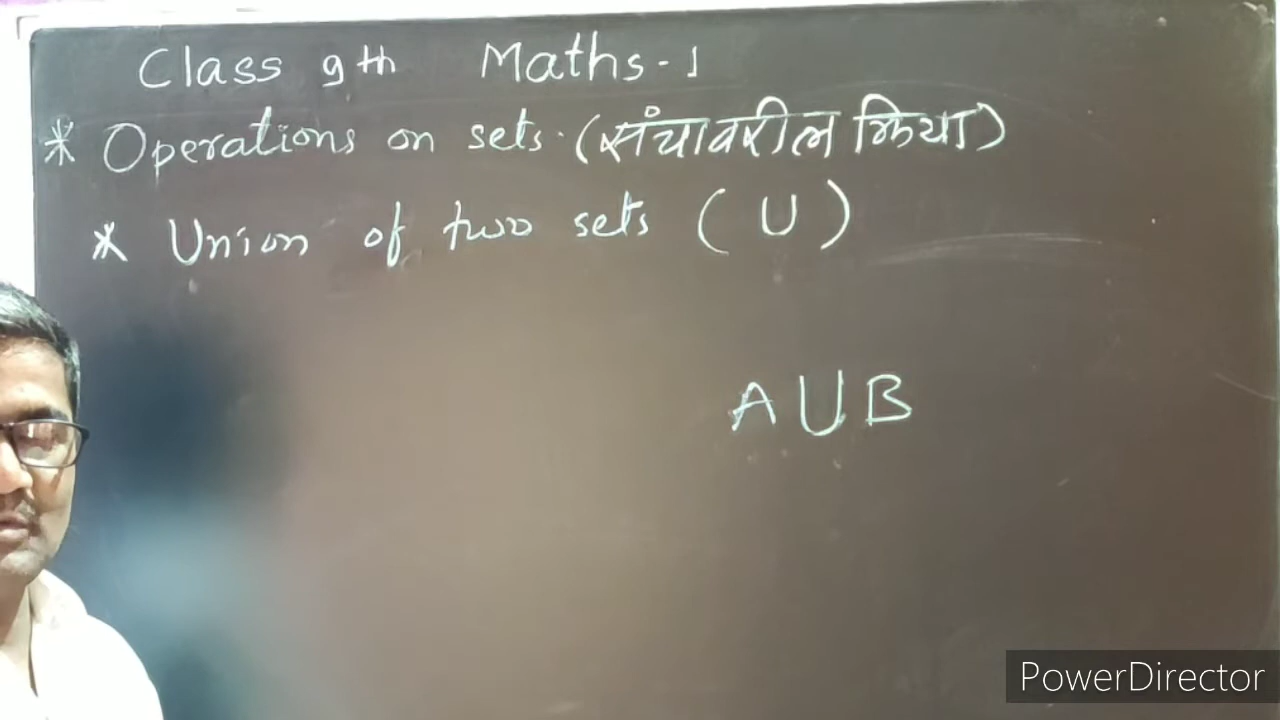 Class 9th Maths-1
* Operations on sets. (संचावरील क्रिया)
* Union of two sets ( U )
A U B
PowerDirector